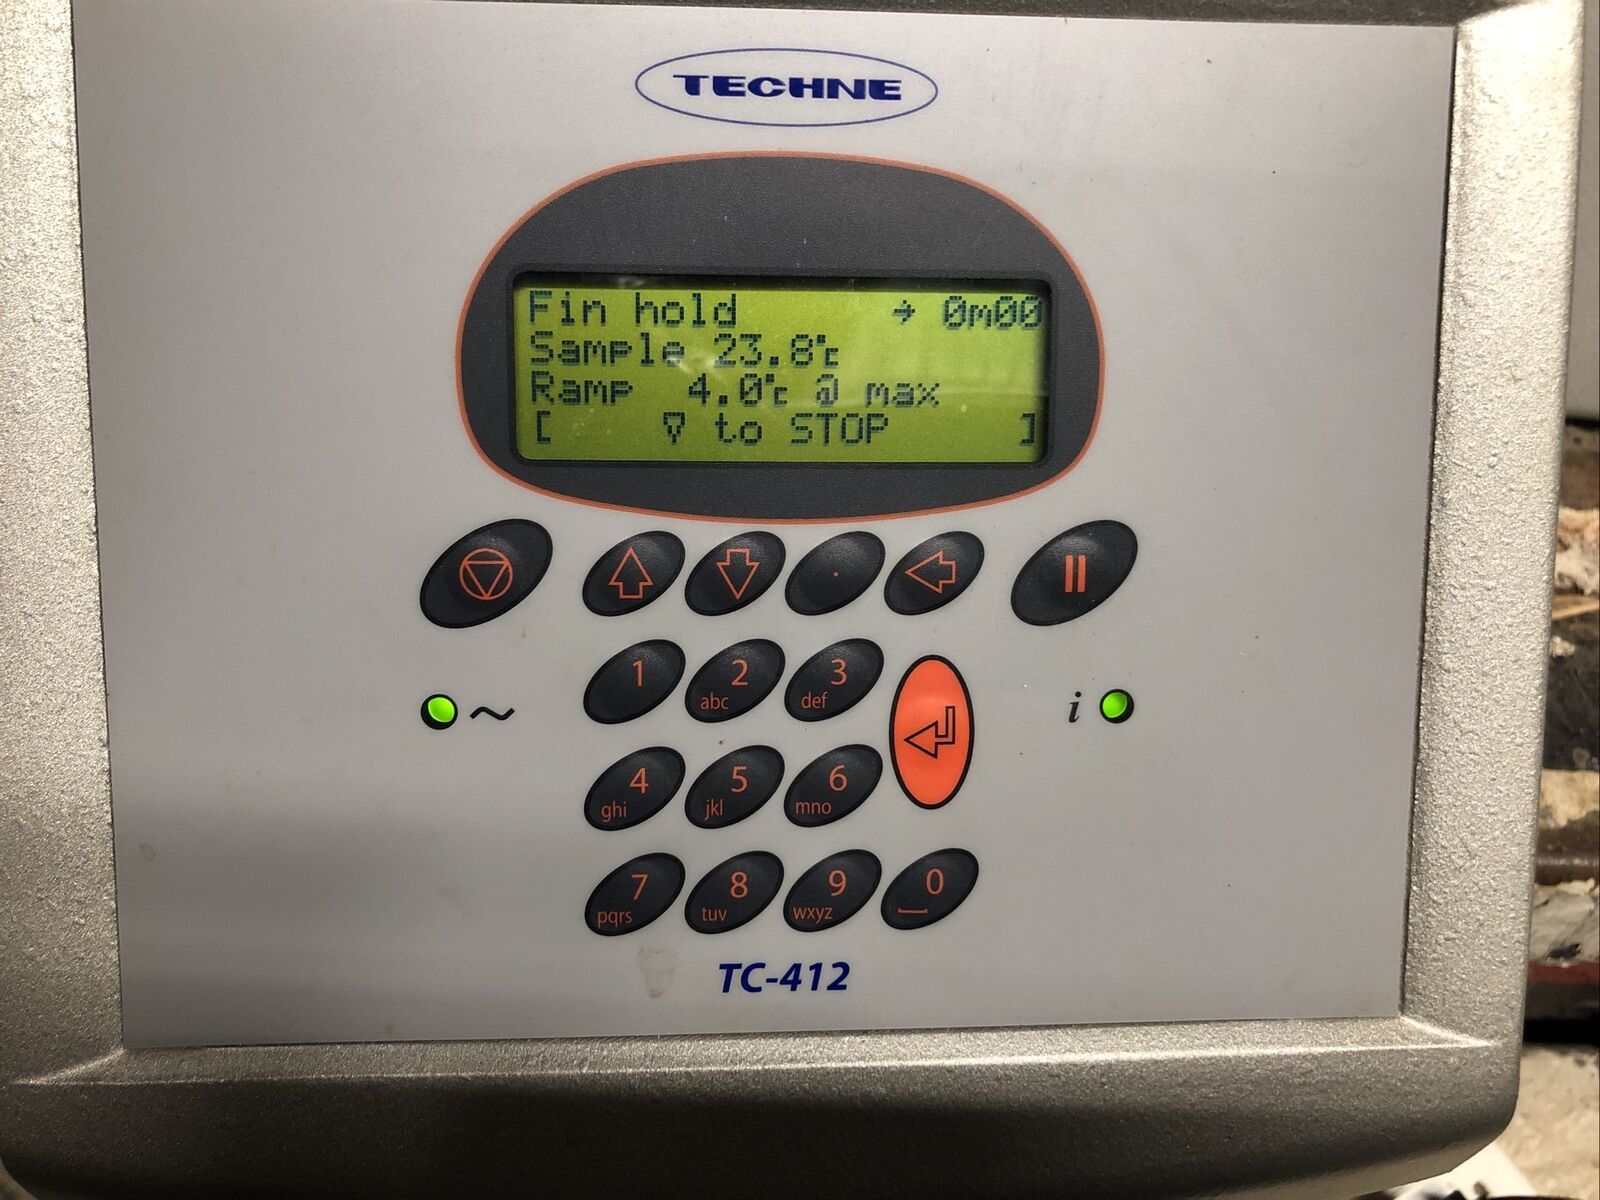 TECHNE
Fin hold → 0m00
Sample 23.8°c
Ramp 4.0°c @ max
[ ∇ to STOP ]
.
1 2 3
abc def
~ i
4 5 6
ghi jkl mno
7 8 9 0
pqrs tuv wxyz
TC-412